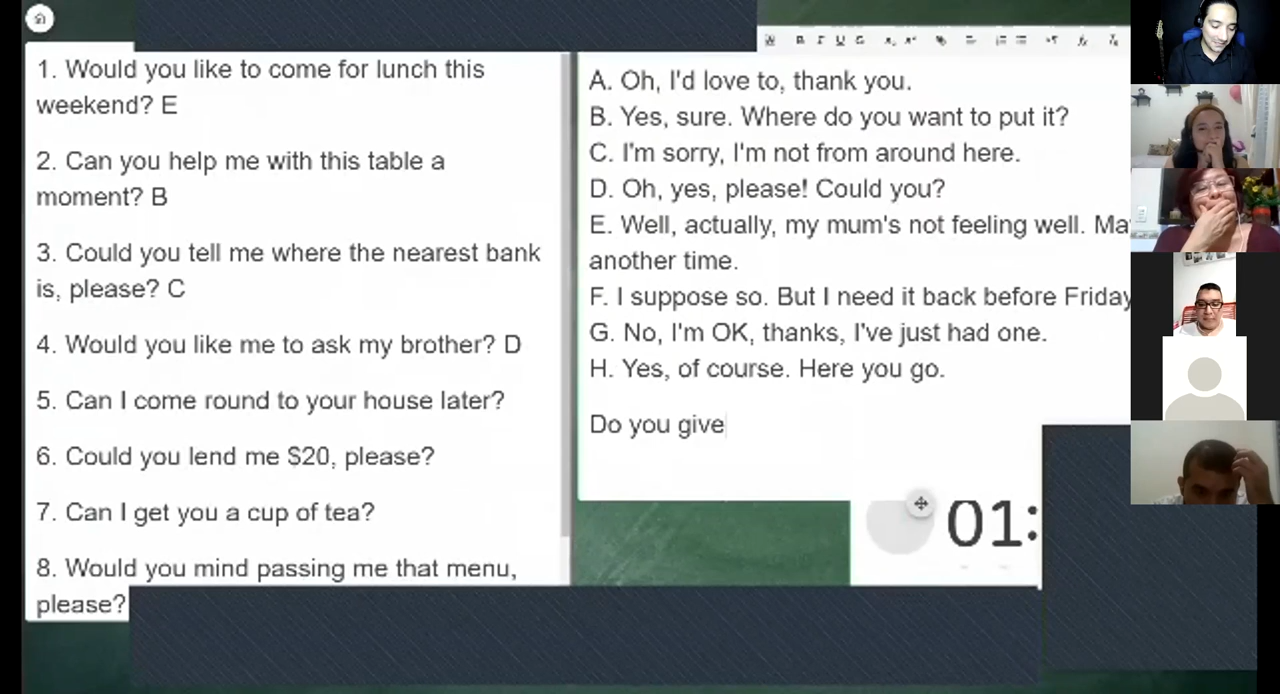 1. Would you like to come for lunch this
weekend? E
2. Can you help me with this table a
moment? B
3. Could you tell me where the nearest bank
is, please? C
4. Would you like me to ask my brother? D
5. Can I come round to your house later?
6. Could you lend me $20, please?
7. Can I get you a cup of tea?
8. Would you mind passing me that menu,
please?
A. Oh, I'd love to, thank you.
B. Yes, sure. Where do you want to put it?
C. I'm sorry, I'm not from around here.
D. Oh, yes, please! Could you?
E. Well, actually, my mum's not feeling well. Ma
another time.
F. I suppose so. But I need it back before Friday
G. No, I'm OK, thanks, I've just had one.
H. Yes, of course. Here you go.
Do you give
01: